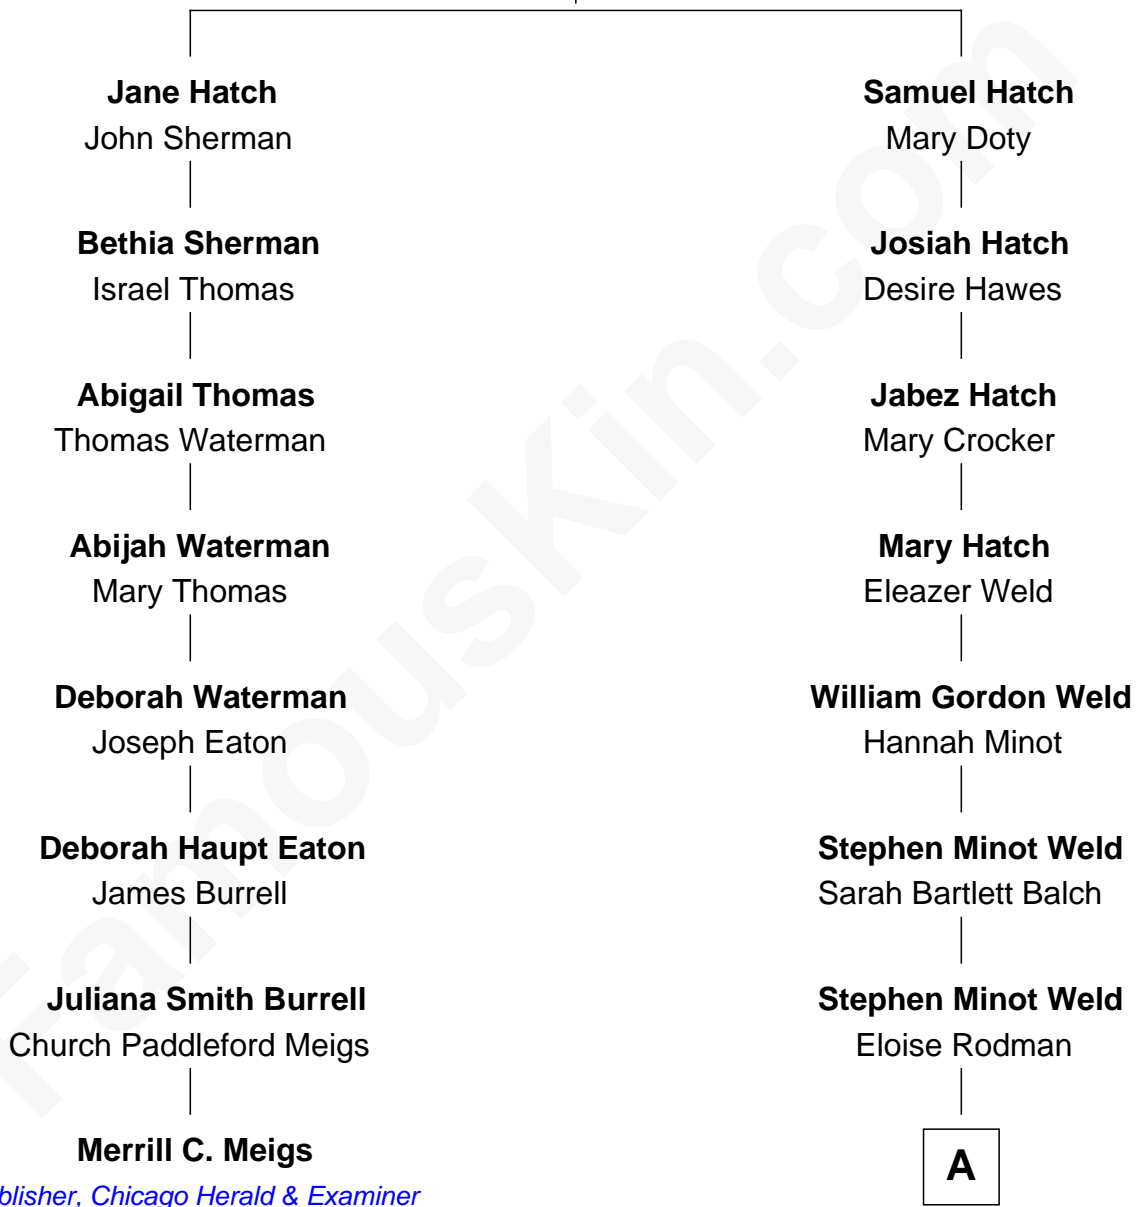 Jane Hatch
John Sherman
Bethia Sherman
Israel Thomas
Abigail Thomas
Thomas Waterman
Abijah Waterman
Mary Thomas
Deborah Waterman
Joseph Eaton
Deborah Haupt Eaton
James Burrell
Juliana Smith Burrell
Church Paddleford Meigs
Merrill C. Meigs
blisher, Chicago Herald & Examiner
Samuel Hatch
Mary Doty
Josiah Hatch
Desire Hawes
Jabez Hatch
Mary Crocker
Mary Hatch
Eleazer Weld
William Gordon Weld
Hannah Minot
Stephen Minot Weld
Sarah Bartlett Balch
Stephen Minot Weld
Eloise Rodman
A
FamousKin.com